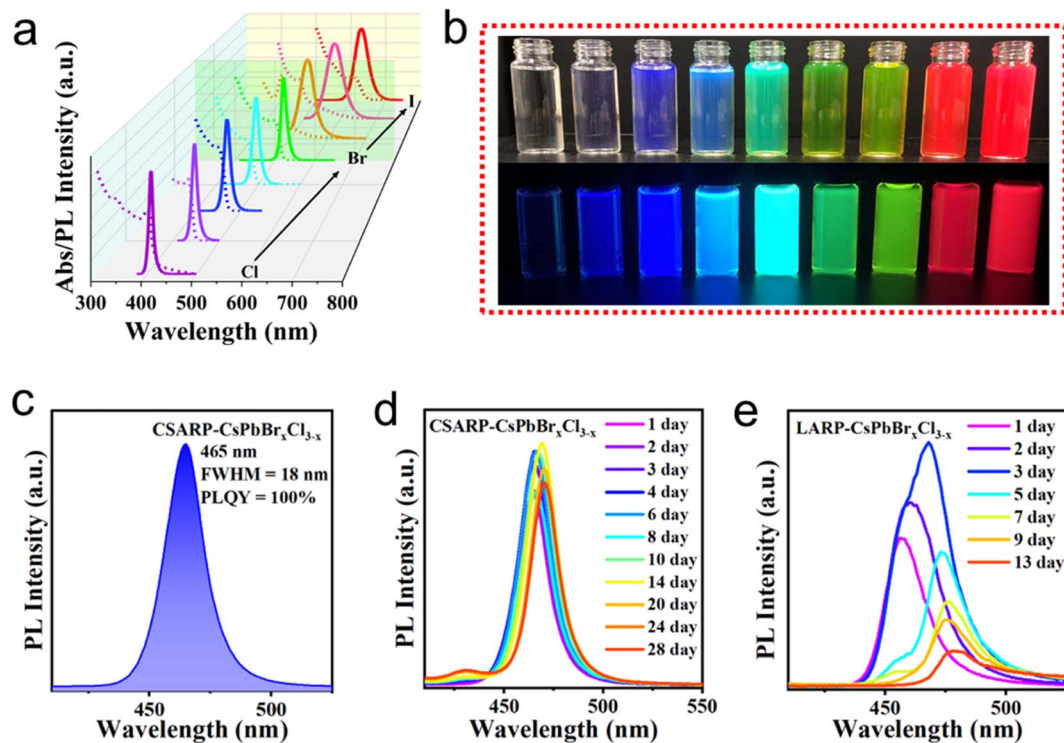 a
Abs/PL Intensity (a.u.)
I
Br
Cl
300 400 500 600 700 800
Wavelength (nm)
b
c
PL Intensity (a.u.)
CSARP-CsPbBrₓCl₃₋ₓ
465 nm
FWHM = 18 nm
PLQY = 100%
450 500
Wavelength (nm)
d
PL Intensity (a.u.)
CSARP-CsPbBrₓCl₃₋ₓ
1 day
2 day
3 day
4 day
6 day
8 day
10 day
14 day
20 day
24 day
28 day
450 500 550
Wavelength (nm)
e
PL Intensity (a.u.)
LARP-CsPbBrₓCl₃₋ₓ
1 day
2 day
3 day
5 day
7 day
9 day
13 day
450 500
Wavelength (nm)